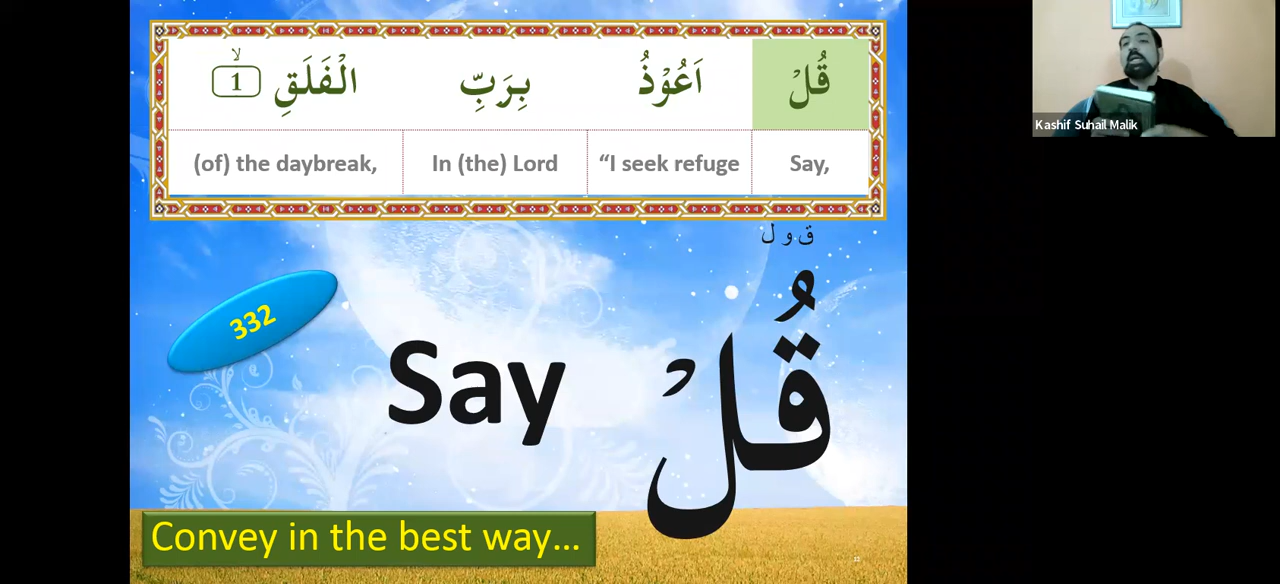 قُلْ اَعُوْذُ بِرَبِّ الْفَلَقِ ۙ 1
Say, “I seek refuge In (the) Lord (of) the daybreak,
Kashif Suhail Malik
ق و ل
332
Say قُلْ
Convey in the best way...